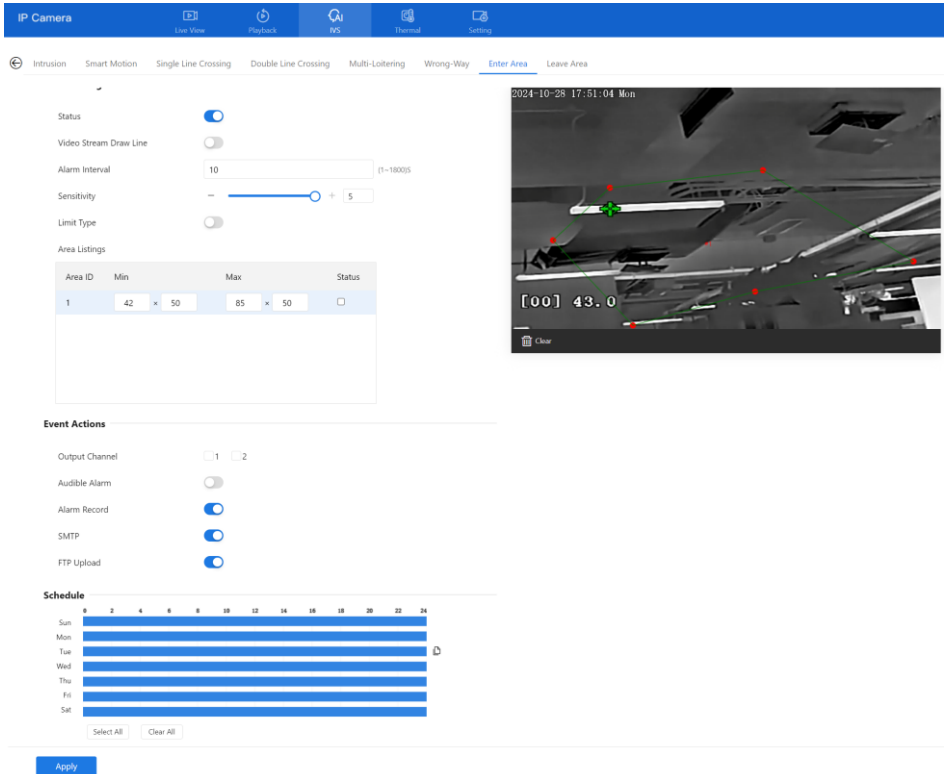 IP Camera
Live View
Playback
AI
IVS
Thermal
Setting
Intrusion Smart Motion Single Line Crossing Double Line Crossing Multi-Loitering Wrong-Way Enter Area Leave Area
2024-10-28 17:51:04 Mon
Status
Video Stream Draw Line
Alarm Interval 10 (1~1800)S
Sensitivity − + 5
Limit Type
Area Listings
Area ID Min Max Status
1 42 × 50 85 × 50
[00] 43.0
Clear
Event Actions
Output Channel 1 2
Audible Alarm
Alarm Record
SMTP
FTP Upload
Schedule
0 2 4 6 8 10 12 14 16 18 20 22 24
Sun
Mon
Tue
Wed
Thu
Fri
Sat
Select All Clear All
Apply